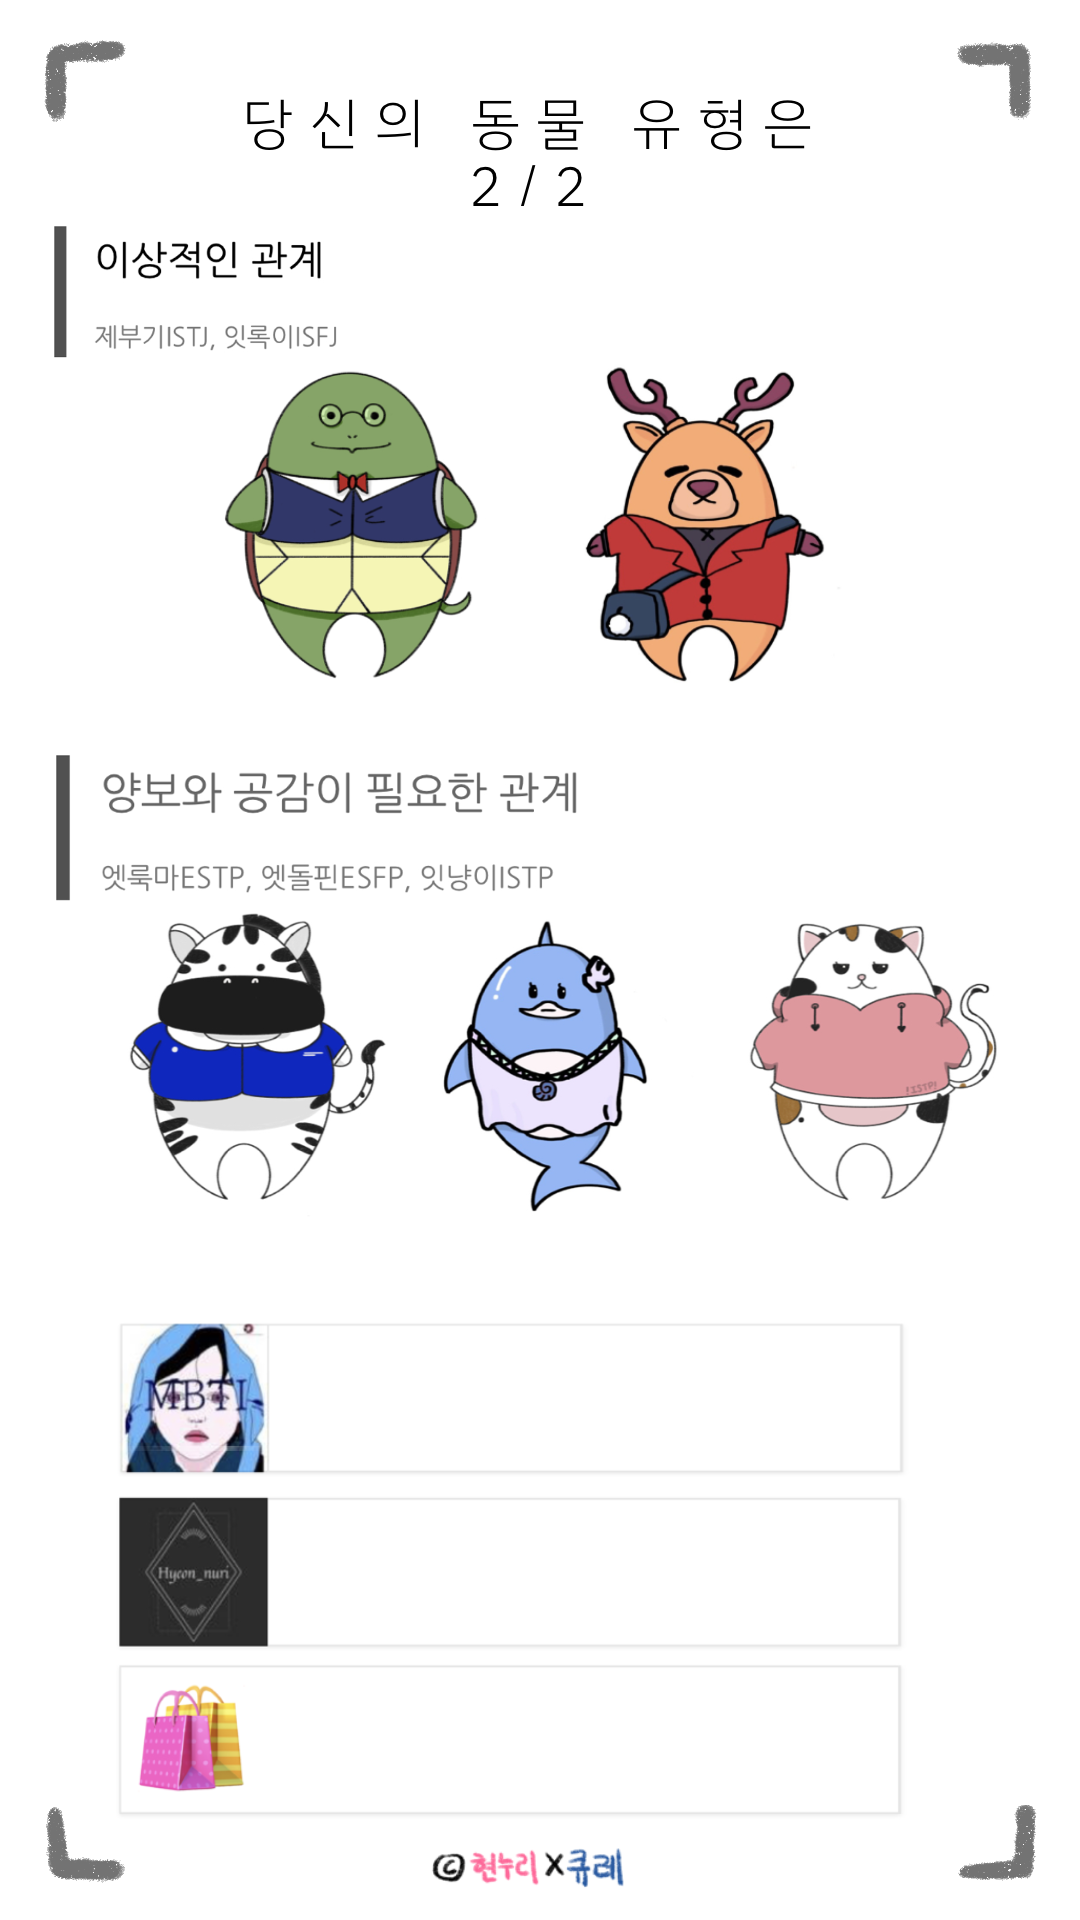 당신의 동물 유형은
2/2
이상적인 관계
제부기ISTJ, 잇록이ISFJ
양보와 공감이 필요한 관계
엣룩마ESTP, 엣돌핀ESFP, 잇냥이ISTP
!ISTP!
MBTI
Hyeon_nuri
© 현누리 X 큐레